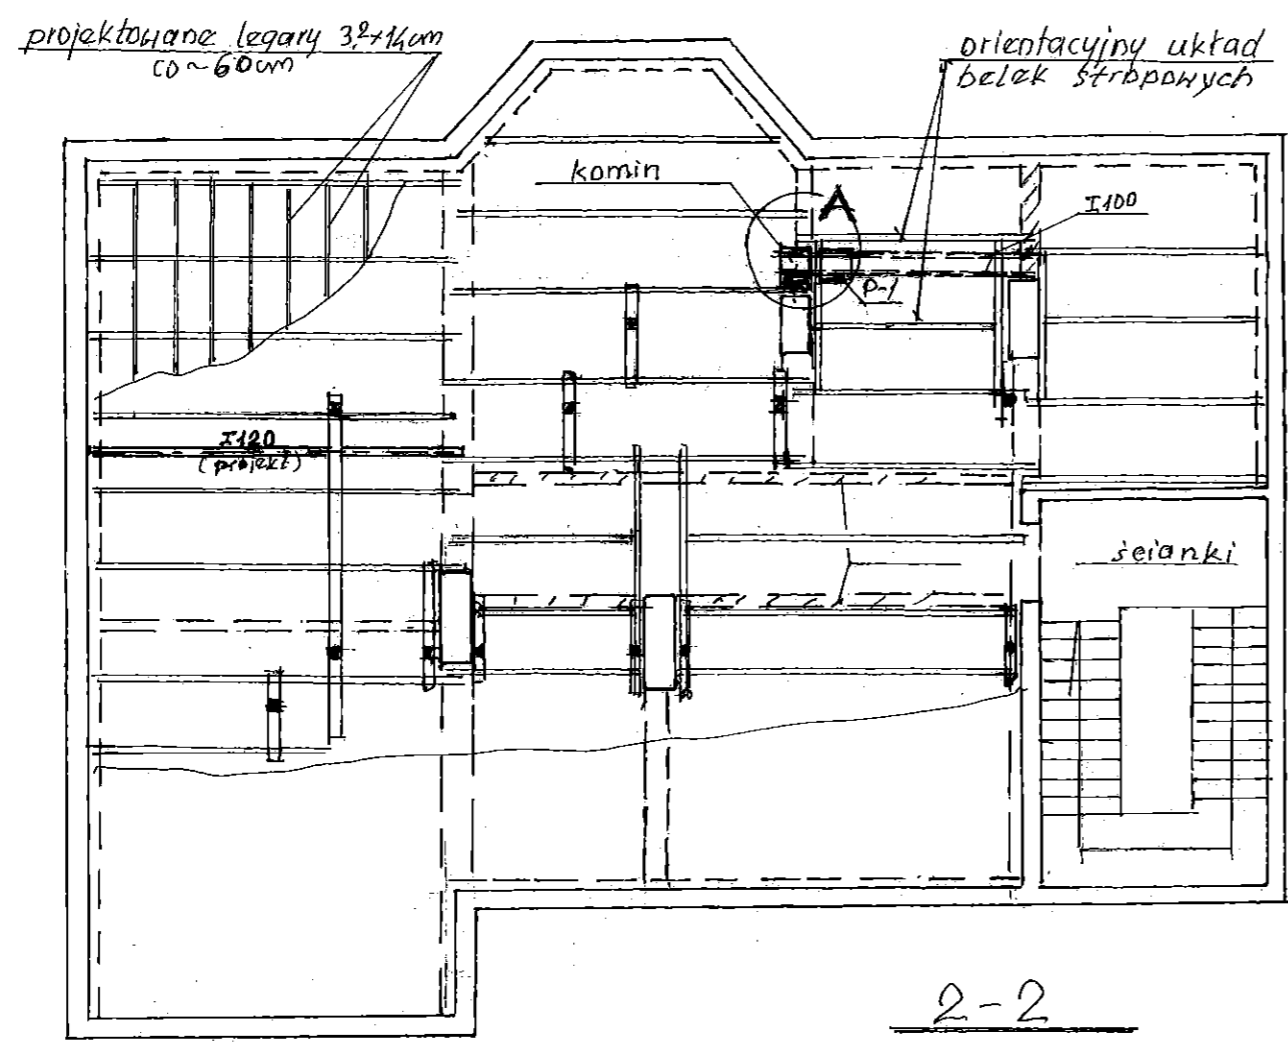 projektowane legary 3,2×14cm
co ~60cm
orientacyjny układ
belek stropowych
komin
A
I100
P-1
I120
(projekt)
ścianki
2-2